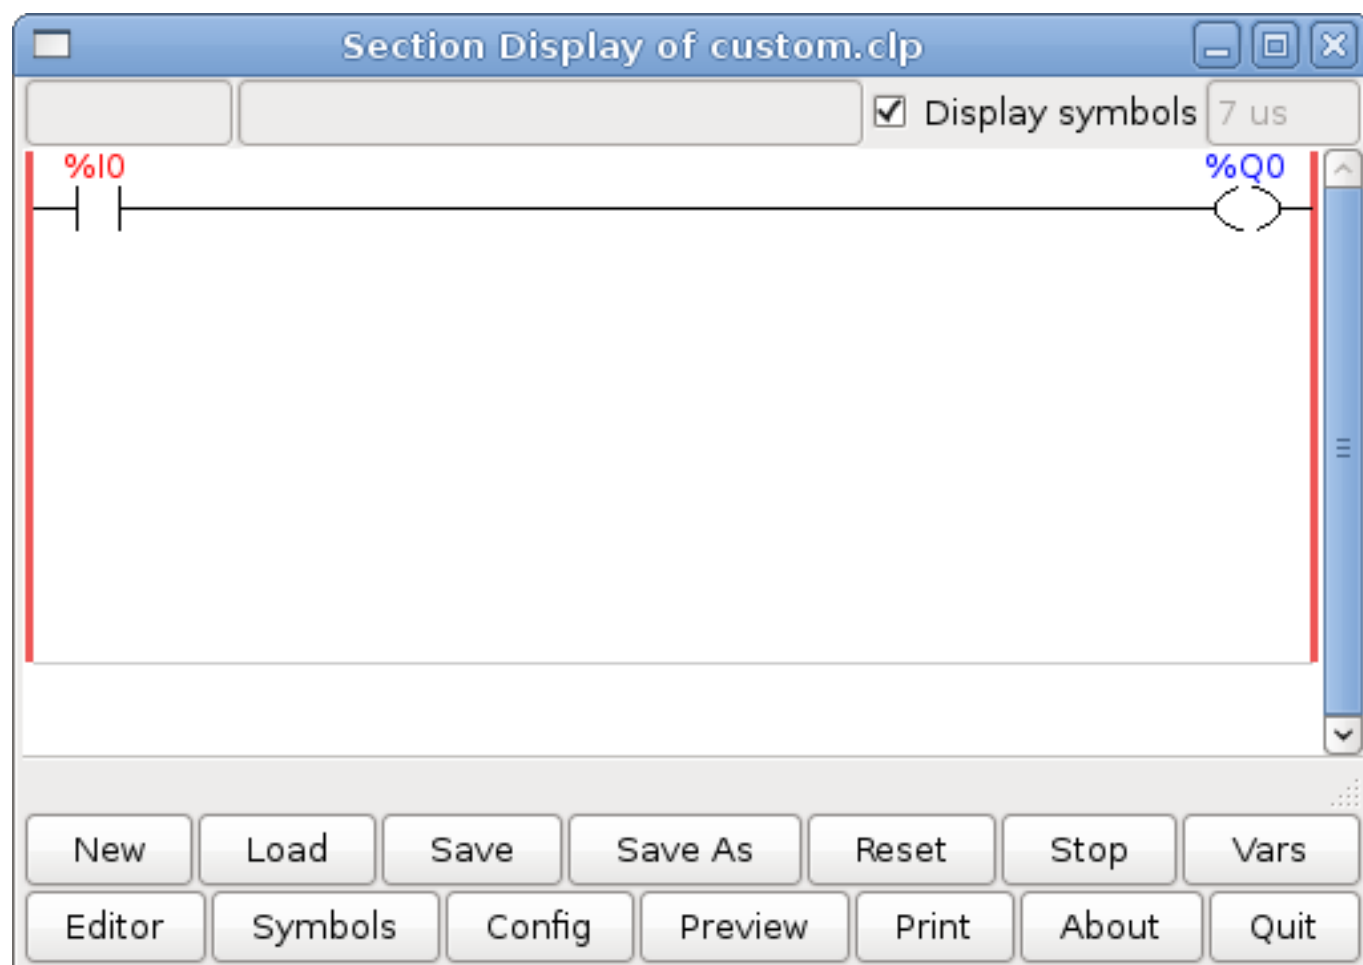 Section Display of custom.clp
Display symbols 7 us
%I0 %Q0
New Load Save Save As Reset Stop Vars
Editor Symbols Config Preview Print About Quit